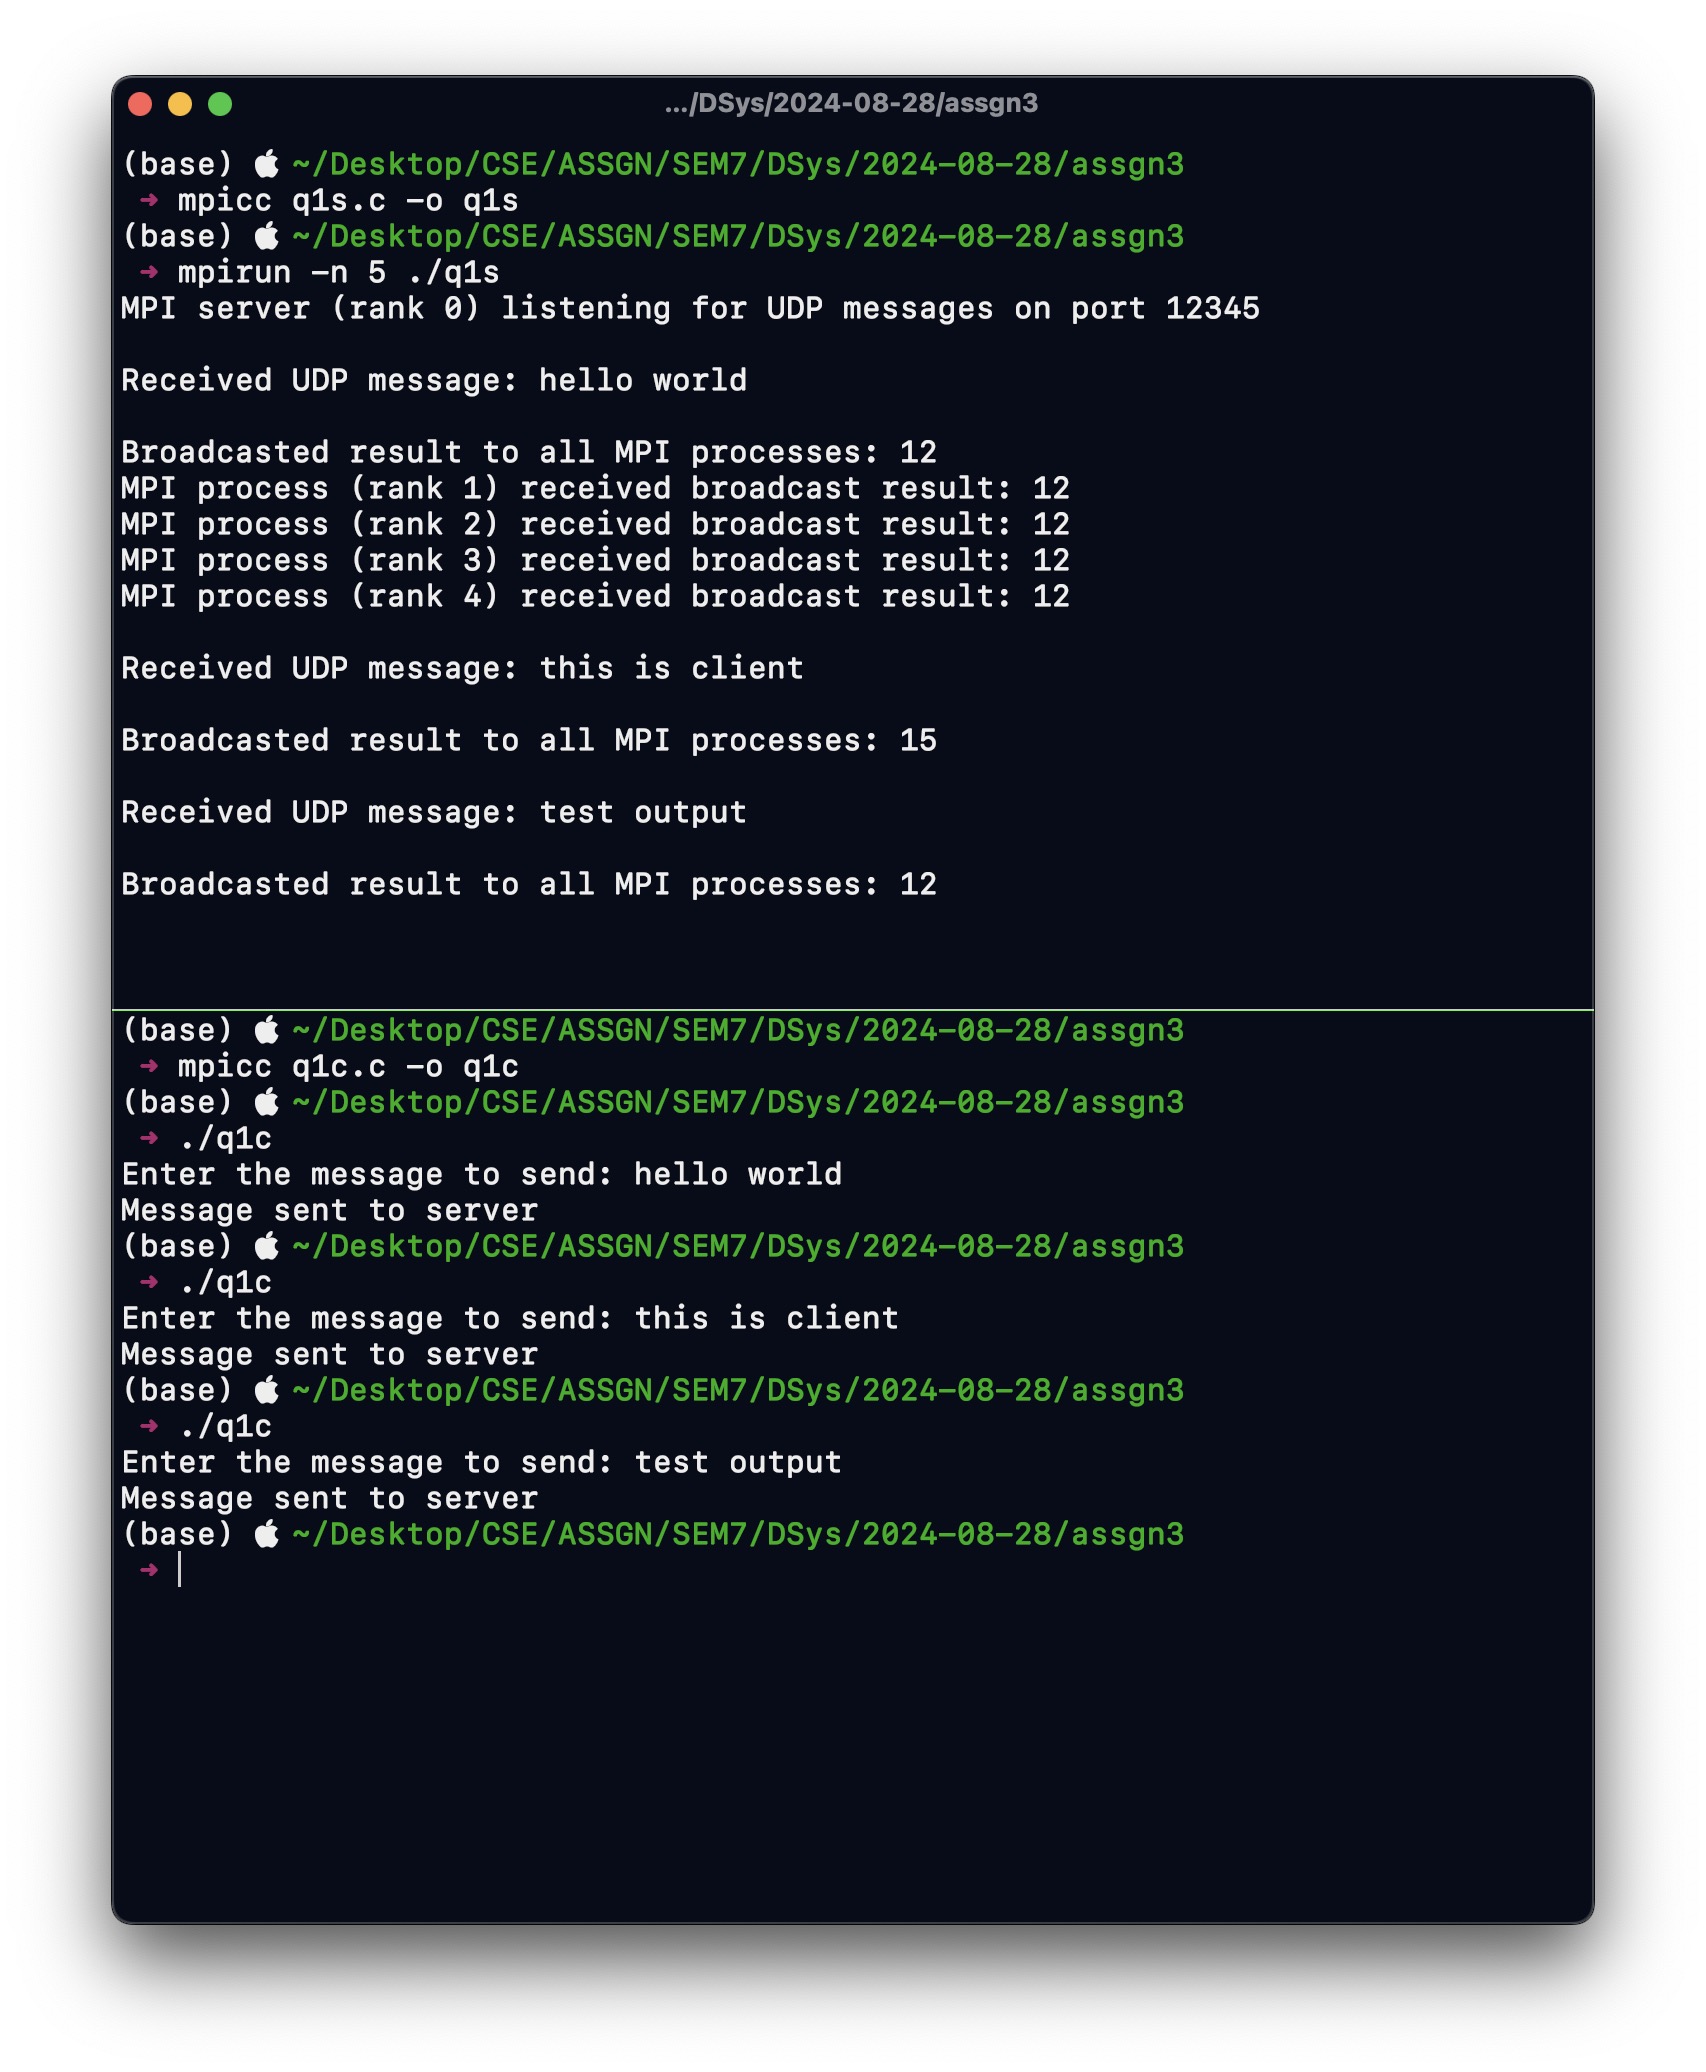 .../DSys/2024-08-28/assgn3
(base) ~/Desktop/CSE/ASSGN/SEM7/DSys/2024-08-28/assgn3
➜ mpicc q1s.c -o q1s
(base) ~/Desktop/CSE/ASSGN/SEM7/DSys/2024-08-28/assgn3
➜ mpirun -n 5 ./q1s
MPI server (rank 0) listening for UDP messages on port 12345
Received UDP message: hello world
Broadcasted result to all MPI processes: 12
MPI process (rank 1) received broadcast result: 12
MPI process (rank 2) received broadcast result: 12
MPI process (rank 3) received broadcast result: 12
MPI process (rank 4) received broadcast result: 12
Received UDP message: this is client
Broadcasted result to all MPI processes: 15
Received UDP message: test output
Broadcasted result to all MPI processes: 12
(base) ~/Desktop/CSE/ASSGN/SEM7/DSys/2024-08-28/assgn3
➜ mpicc q1c.c -o q1c
(base) ~/Desktop/CSE/ASSGN/SEM7/DSys/2024-08-28/assgn3
➜ ./q1c
Enter the message to send: hello world
Message sent to server
(base) ~/Desktop/CSE/ASSGN/SEM7/DSys/2024-08-28/assgn3
➜ ./q1c
Enter the message to send: this is client
Message sent to server
(base) ~/Desktop/CSE/ASSGN/SEM7/DSys/2024-08-28/assgn3
➜ ./q1c
Enter the message to send: test output
Message sent to server
(base) ~/Desktop/CSE/ASSGN/SEM7/DSys/2024-08-28/assgn3
➜